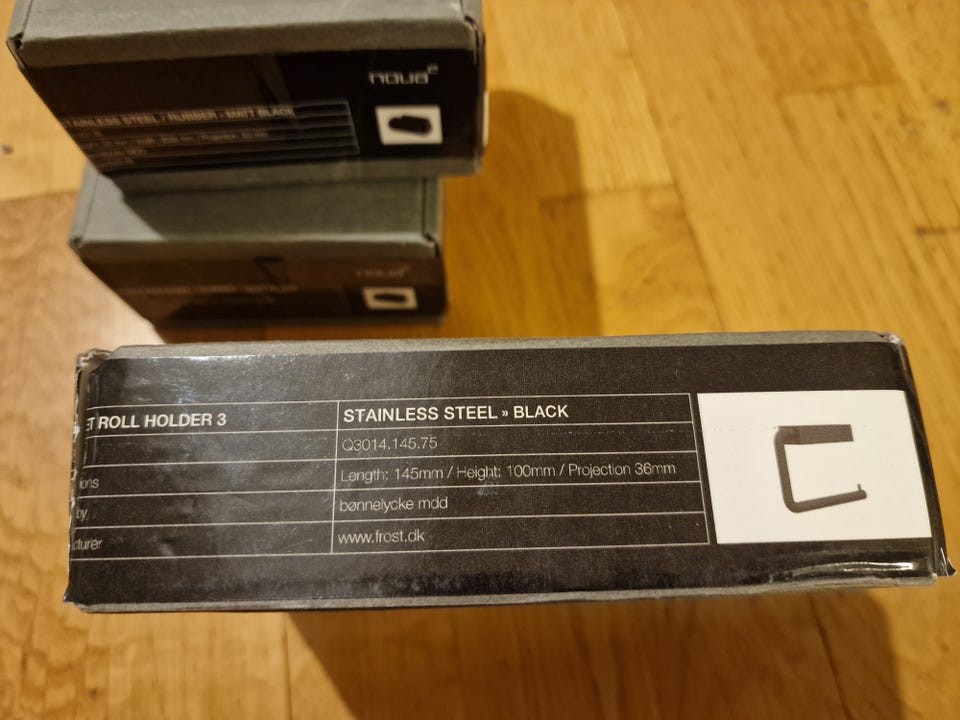 nova²
STAINLESS STEEL / RUBBER » MATT BLACK
nova²
ET ROLL HOLDER 3
STAINLESS STEEL » BLACK
Q3014.145.75
ions
Length: 145mm / Height: 100mm / Projection 36mm
by
bønnelycke mdd
cturer
www.frost.dk